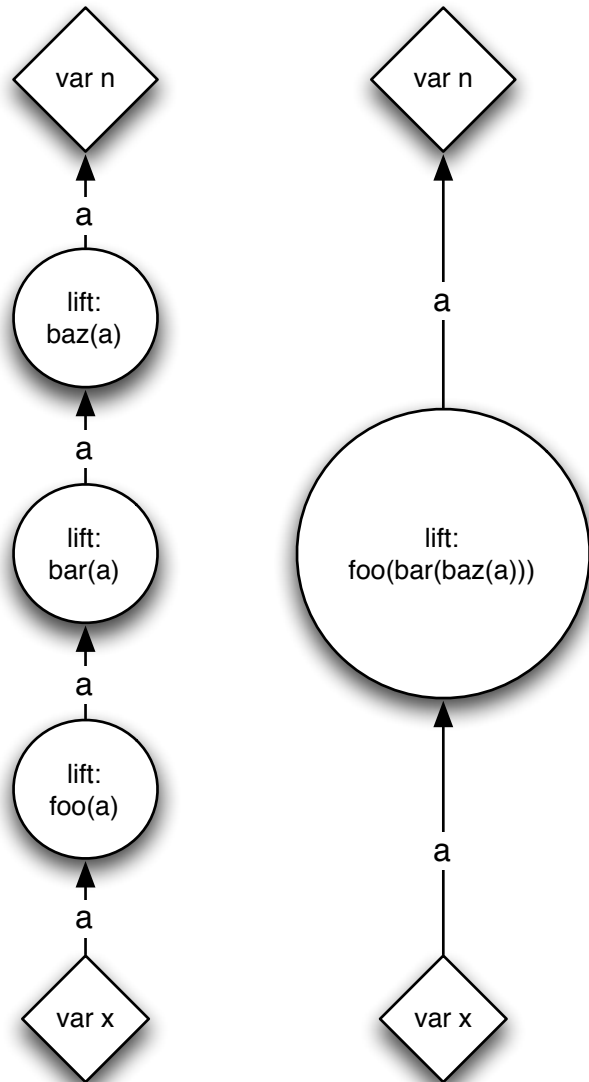 var n
a
lift:
baz(a)
a
lift:
bar(a)
a
lift:
foo(a)
a
var x
var n
a
lift:
foo(bar(baz(a)))
a
var x